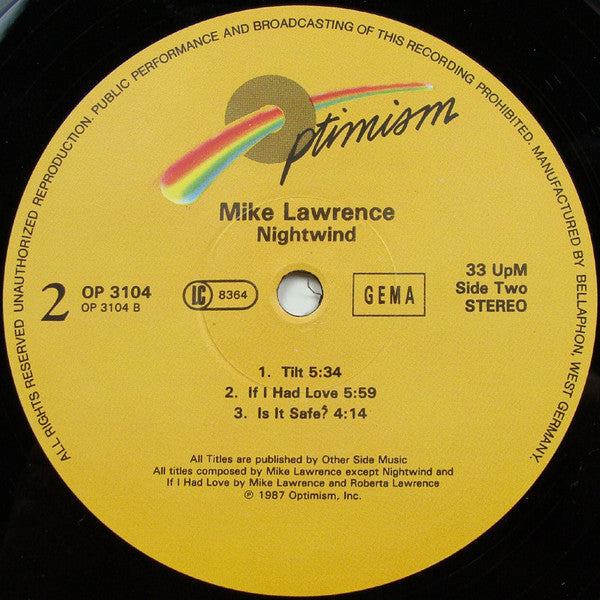 ALL RIGHTS RESERVED UNAUTHORIZED REPRODUCTION. PUBLIC PERFORMANCE AND BROADCASTING OF THIS RECORDING PROHIBITED. MANUFACTURED BY BELLAPHON, WEST GERMANY.
Optimism
Mike Lawrence
Nightwind
2
OP 3104
OP 3104 B
LC 8364
GEMA
33 UpM
Side Two
STEREO
1. Tilt 5:34
2. If I Had Love 5:59
3. Is It Safe? 4:14
All Titles are published by Other Side Music
All titles composed by Mike Lawrence except Nightwind and
If I Had Love by Mike Lawrence and Roberta Lawrence
℗ 1987 Optimism, Inc.